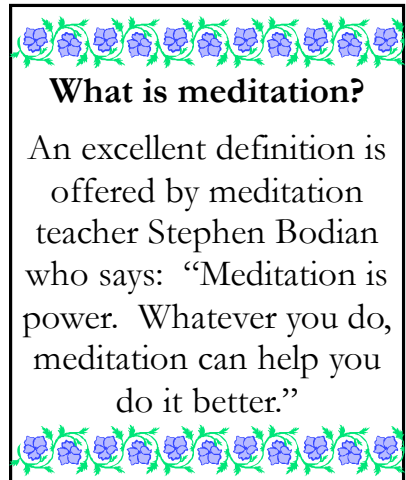 What is meditation?
An excellent definition is
offered by meditation
teacher Stephen Bodian
who says:  “Meditation is
power.  Whatever you do,
meditation can help you
do it better.”